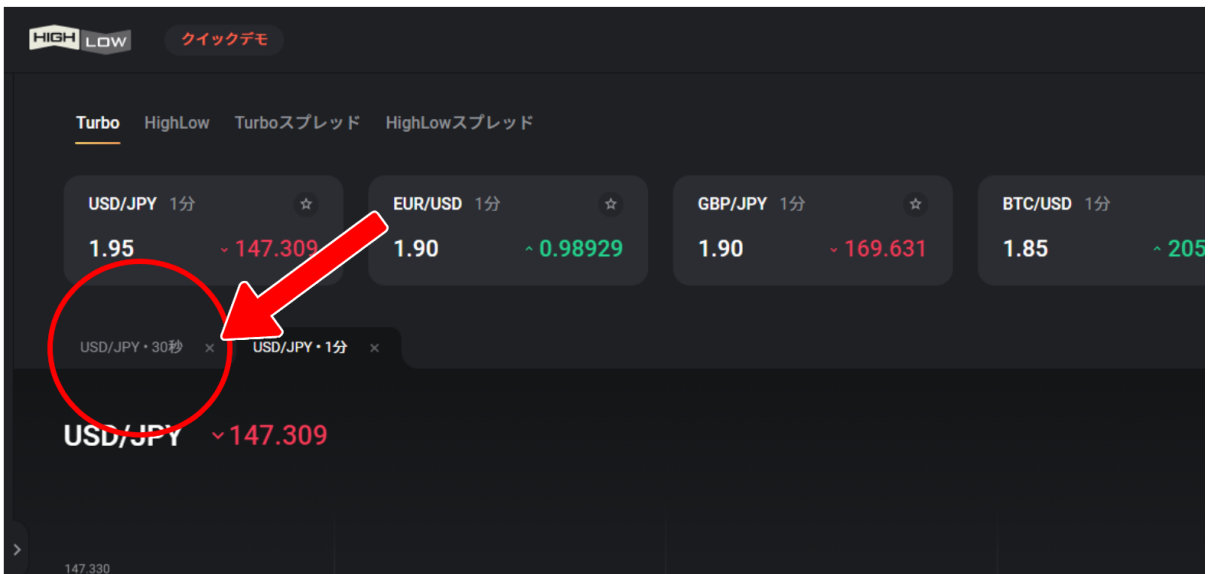 HIGH LOW クイックデモ
Turbo HighLow Turboスプレッド HighLowスプレッド
USD/JPY 1分 EUR/USD 1分 GBP/JPY 1分 BTC/USD 1分
1.95 147.309 1.90 0.98929 1.90 169.631 1.85 205
USD/JPY・30秒 × USD/JPY・1分 ×
USD/JPY 147.309
147.330